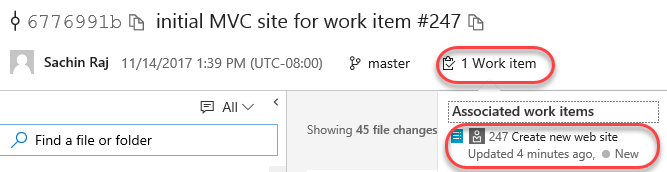 6776991b initial MVC site for work item #247
Sachin Raj 11/14/2017 1:39 PM (UTC-08:00) master 1 Work item
All
Associated work items
Find a file or folder
Showing 45 file changes
247 Create new web site
Updated 4 minutes ago, New